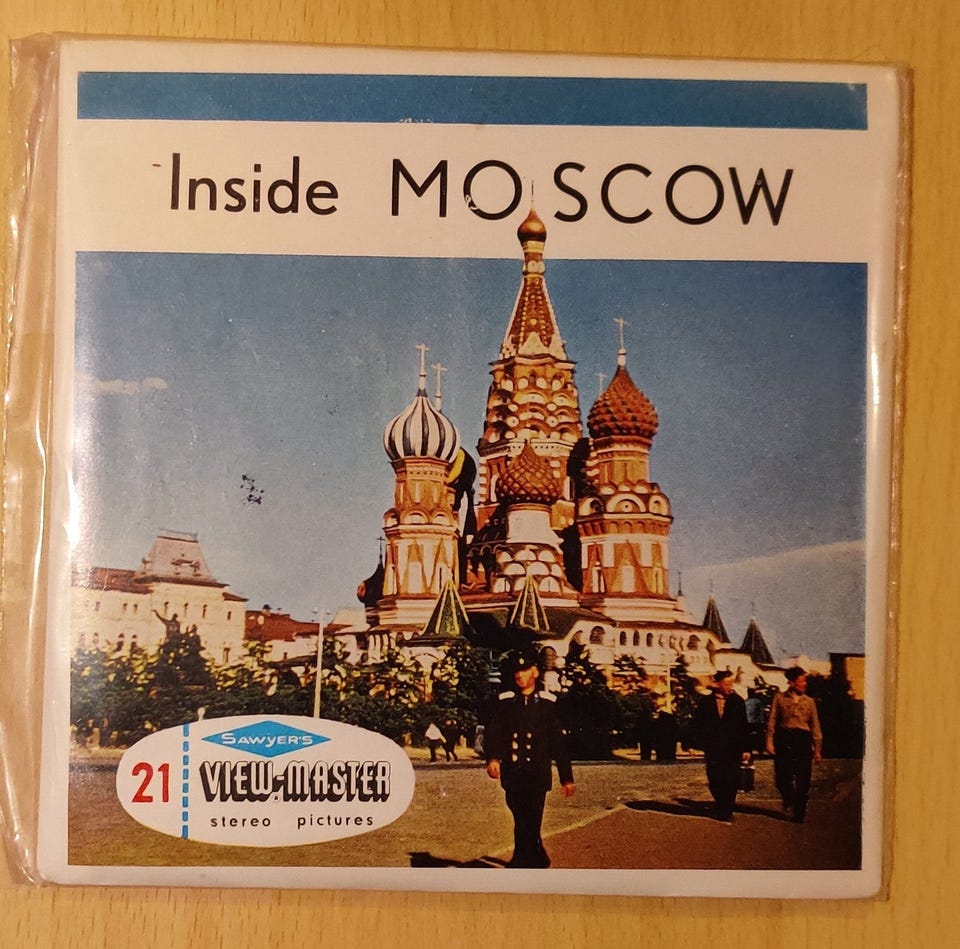 Inside MOSCOW
SAWYER'S
21 VIEW-MASTER
stereo pictures